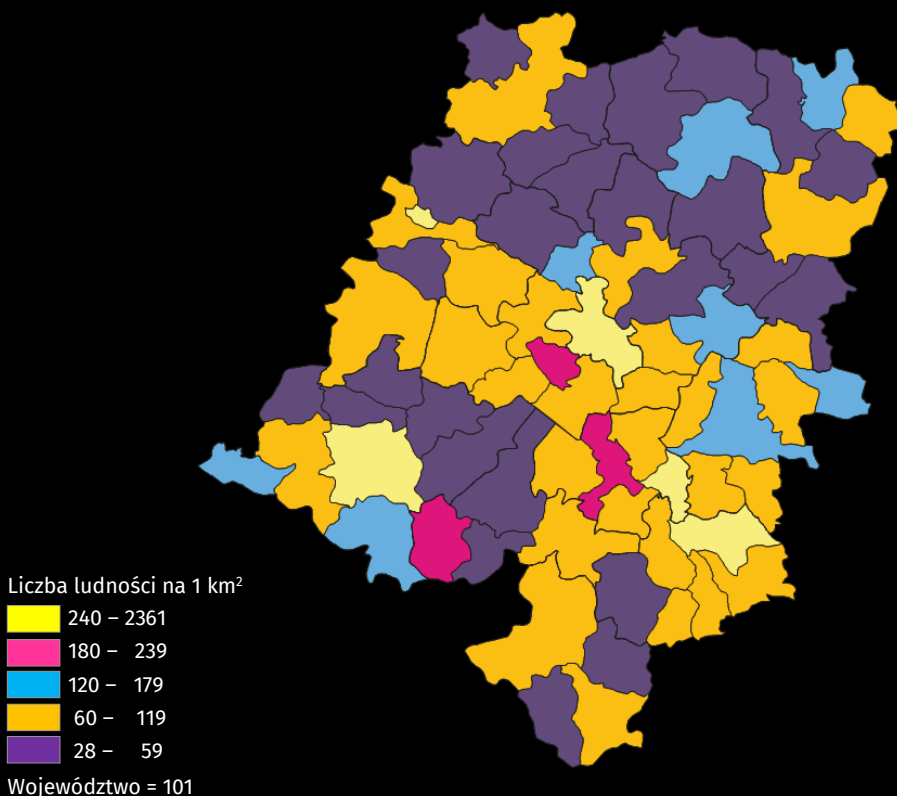 Liczba ludności na 1 km²
240 – 2361
180 – 239
120 – 179
60 – 119
28 – 59
Województwo = 101